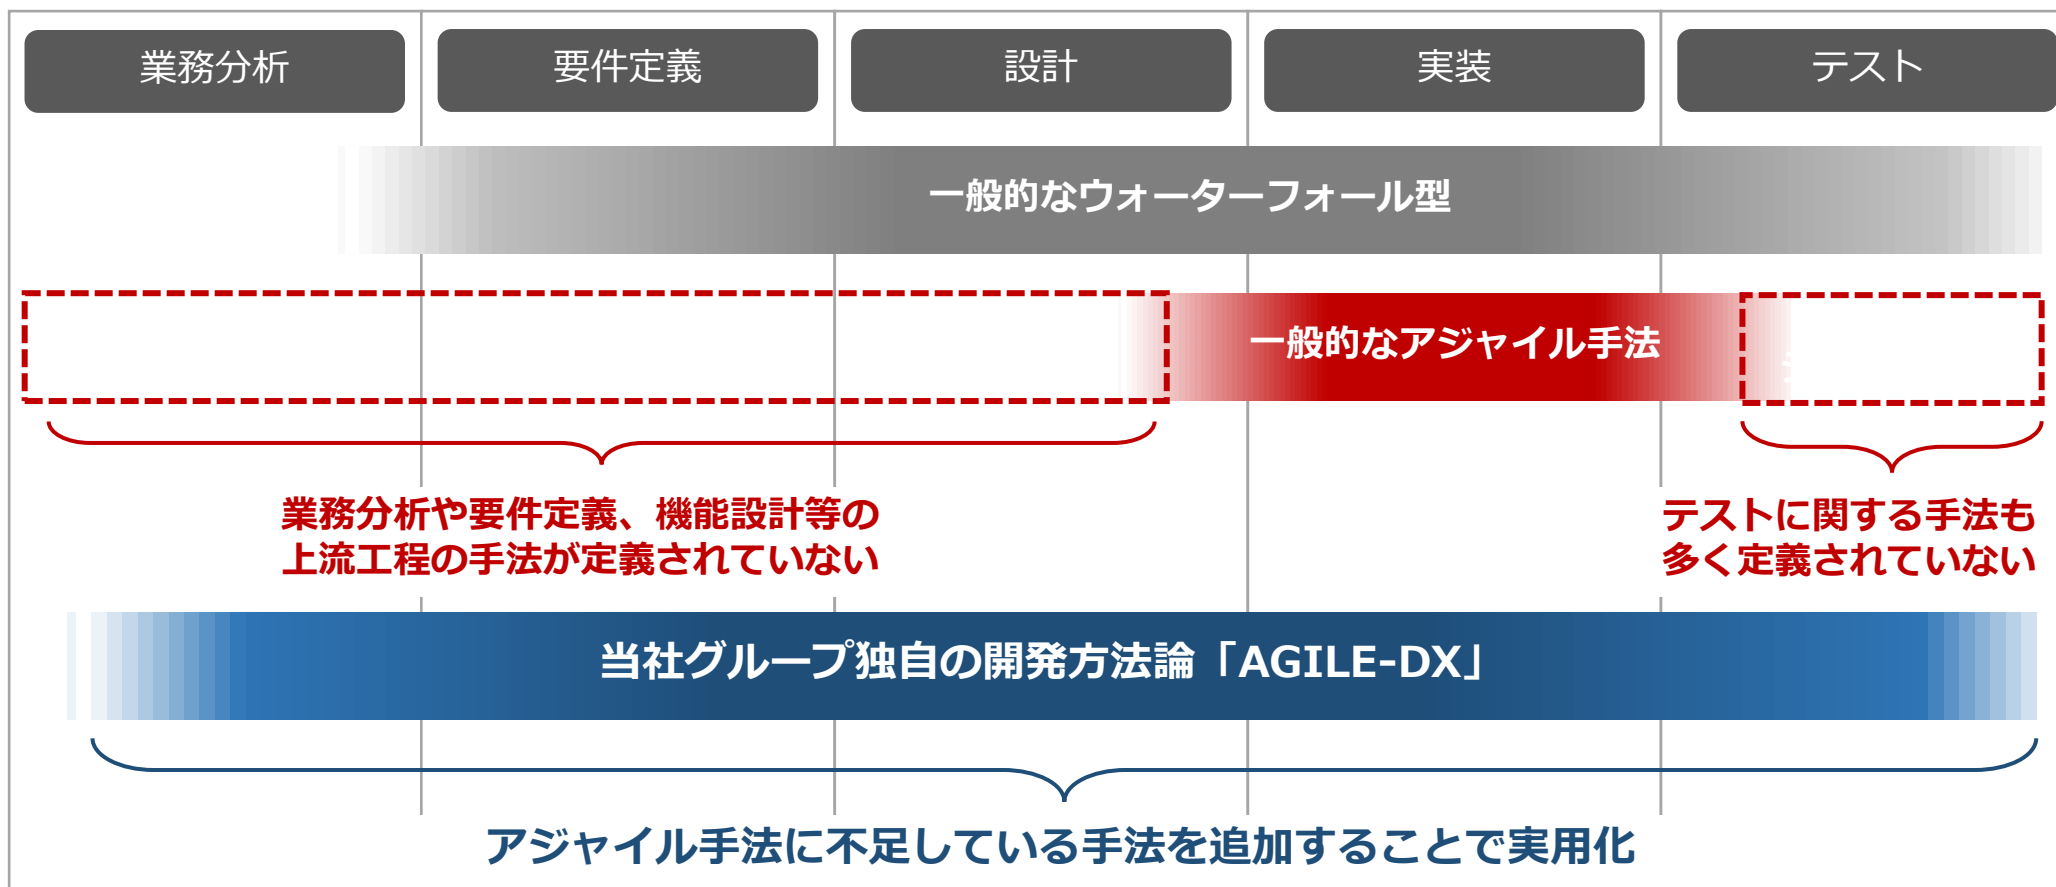 業務分析
要件定義
設計
実装
テスト
一般的なウォーターフォール型
一般的なアジャイル手法
業務分析や要件定義、機能設計等の
上流工程の手法が定義されていない
テストに関する手法も
多く定義されていない
当社グループ独自の開発方法論「AGILE-DX」
アジャイル手法に不足している手法を追加することで実用化